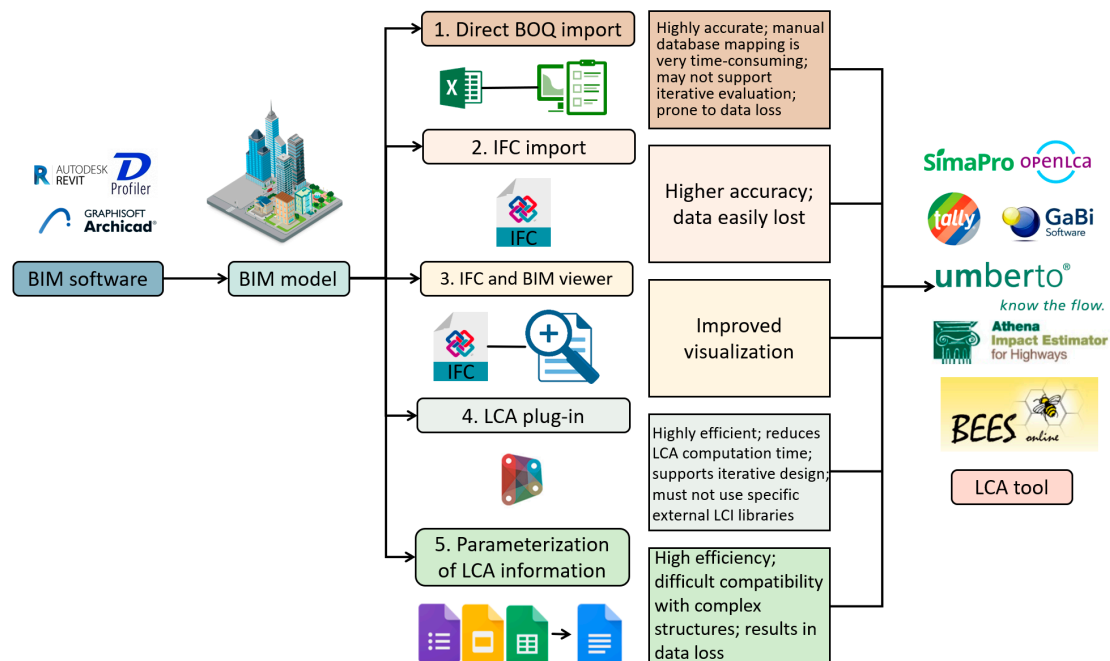 AUTODESK
REVIT
Profiler
GRAPHISOFT
Archicad®
BIM software
BIM model
1. Direct BOQ import
X
2. IFC import
IFC
3. IFC and BIM viewer
IFC
4. LCA plug-in
5. Parameterization
of LCA information
Highly accurate; manual
database mapping is
very time-consuming;
may not support
iterative evaluation;
prone to data loss
Higher accuracy;
data easily lost
Improved
visualization
Highly efficient; reduces
LCA computation time;
supports iterative design;
must not use specific
external LCI libraries
High efficiency;
difficult compatibility
with complex
structures; results in
data loss
SimaPro
OPENLCA
tally
GaBi
Software
umberto®
know the flow.
Athena
Impact Estimator
for Highways
BEES
online
LCA tool